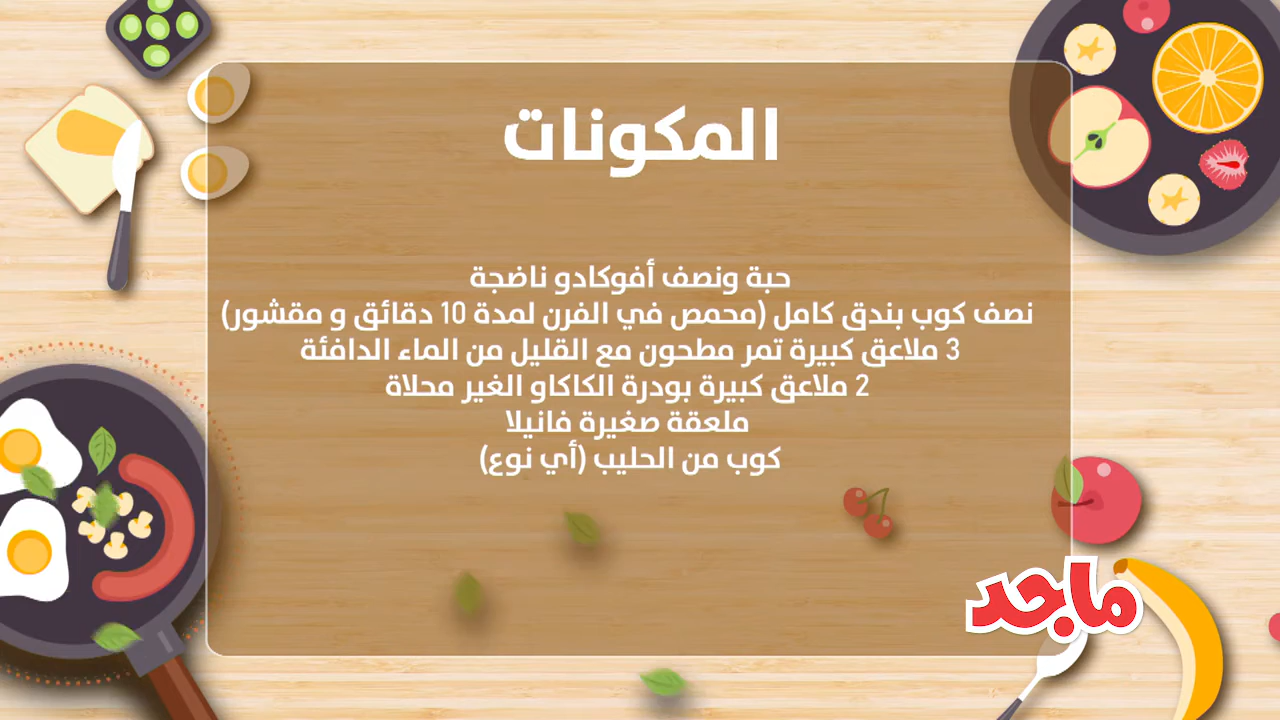 المكونات
حبة ونصف أفوكادو ناضجة
نصف كوب بندق كامل (محمص في الفرن لمدة 10 دقائق و مقشور)
3 ملاعق كبيرة تمر مطحون مع القليل من الماء الدافئة
2 ملاعق كبيرة بودرة الكاكاو الغير محلاة
ملعقة صغيرة فانيلا
كوب من الحليب (أي نوع)
ماجد